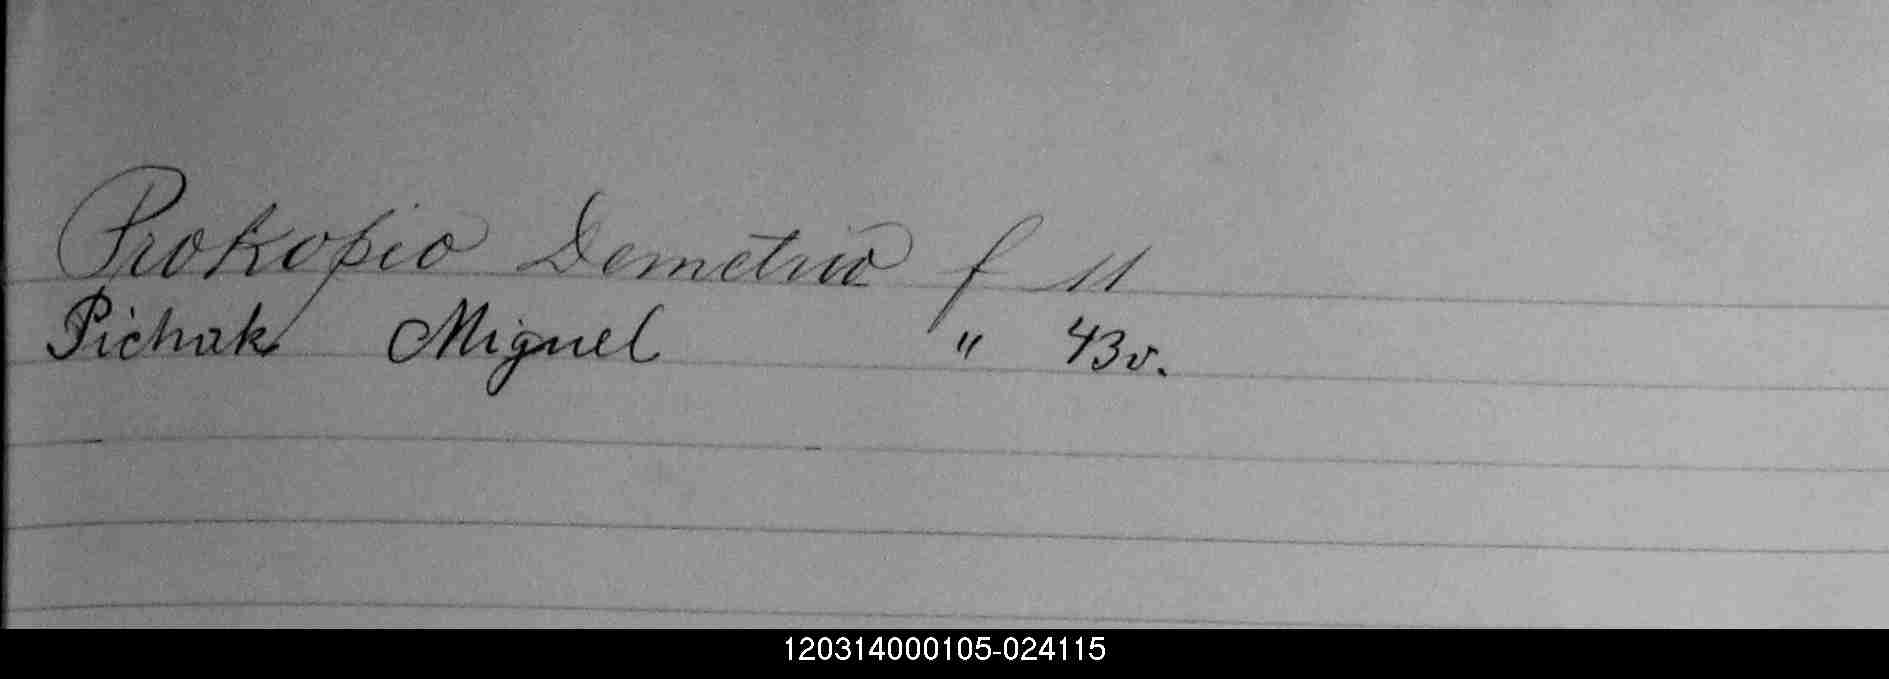 Prokopio Demetrio f 11
Pichak Miguel " 43v.
120314000105-024115